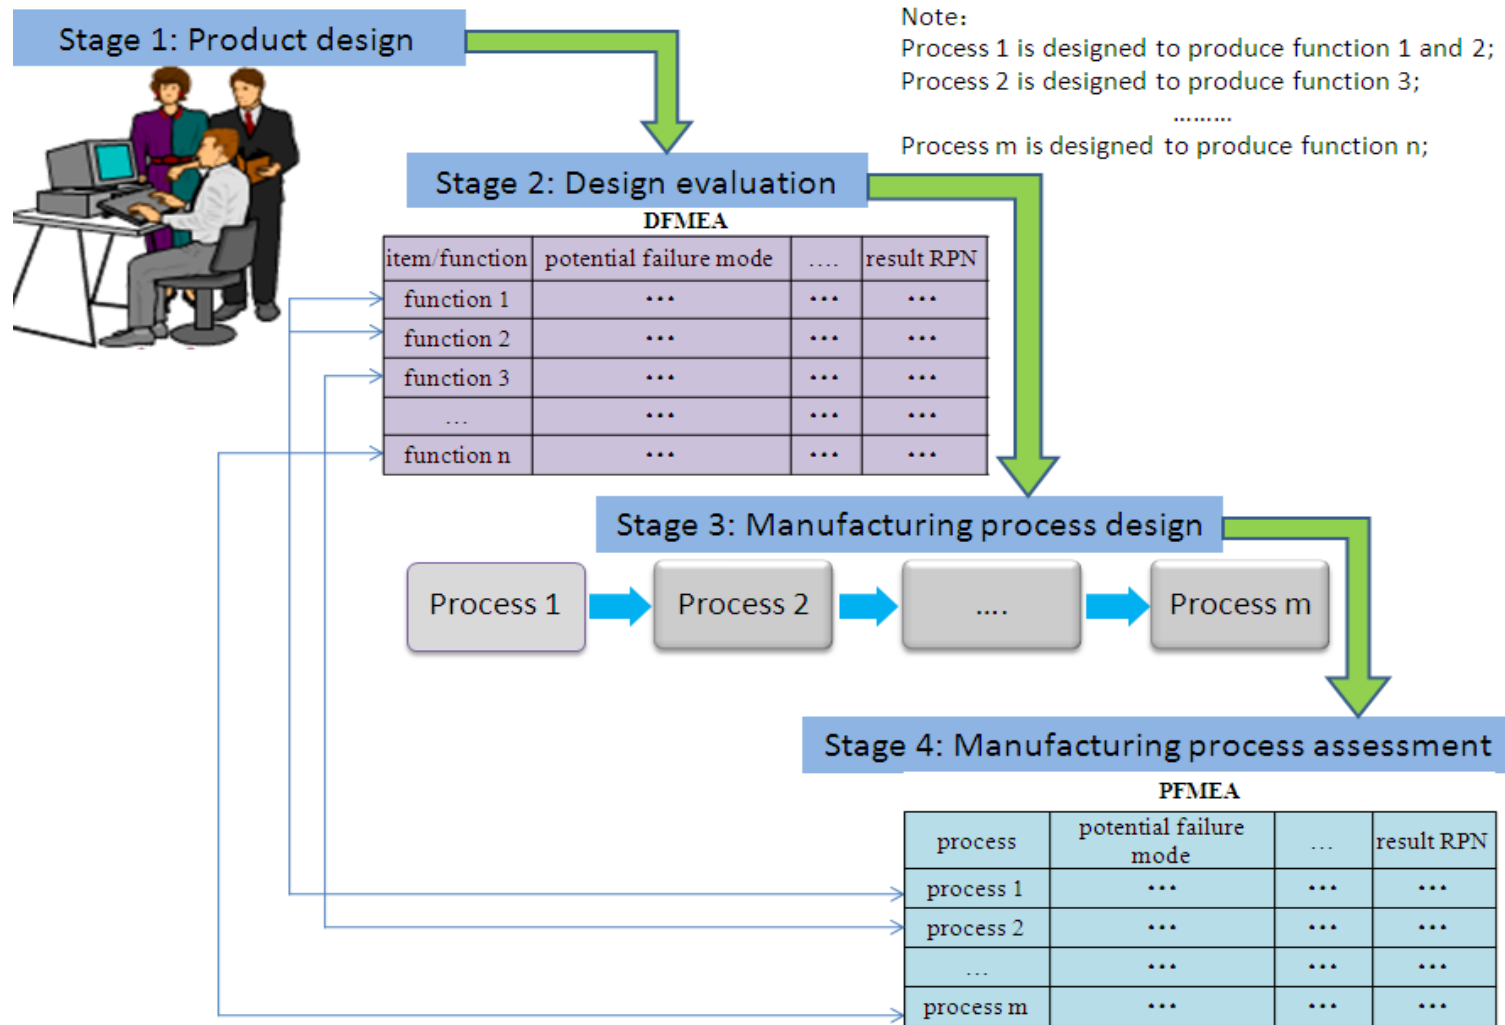 Stage 1: Product design
Note:
Process 1 is designed to produce function 1 and 2;
Process 2 is designed to produce function 3;
.........
Process m is designed to produce function n;
Stage 2: Design evaluation
DFMEA
item/function potential failure mode .... result RPN
function 1 ... ... ...
function 2 ... ... ...
function 3 ... ... ...
... ... ... ...
function n ... ... ...
Stage 3: Manufacturing process design
Process 1 Process 2 .... Process m
Stage 4: Manufacturing process assessment
PFMEA
process potential failure mode ... result RPN
process 1 ... ... ...
process 2 ... ... ...
... ... ... ...
process m ... ... ...